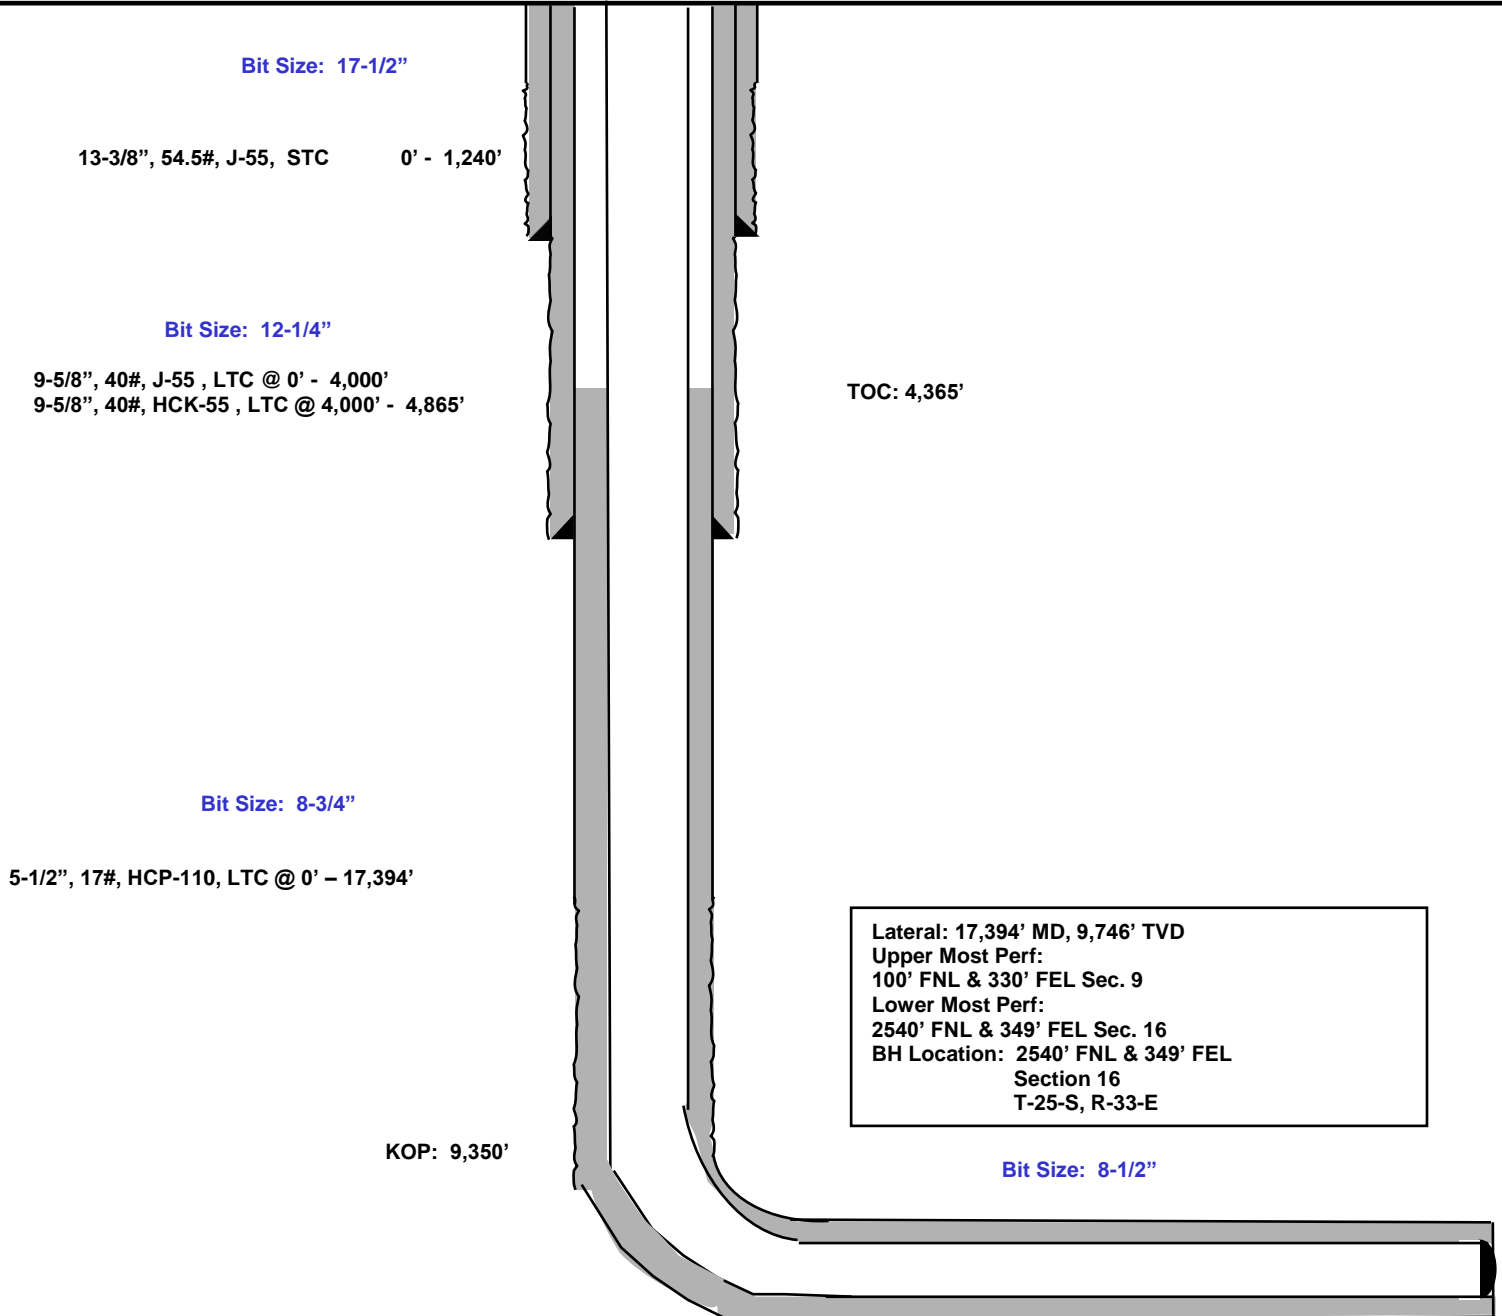 Bit Size: 17-1/2”
13-3/8”, 54.5#, J-55, STC 0’ - 1,240’
Bit Size: 12-1/4”
9-5/8”, 40#, J-55 , LTC @ 0’ - 4,000’
9-5/8”, 40#, HCK-55 , LTC @ 4,000’ - 4,865’
TOC: 4,365’
Bit Size: 8-3/4”
5-1/2”, 17#, HCP-110, LTC @ 0’ – 17,394’
Lateral: 17,394’ MD, 9,746’ TVD
Upper Most Perf:
100’ FNL & 330’ FEL Sec. 9
Lower Most Perf:
2540’ FNL & 349’ FEL Sec. 16
BH Location: 2540’ FNL & 349’ FEL
Section 16
T-25-S, R-33-E
KOP: 9,350’
Bit Size: 8-1/2”